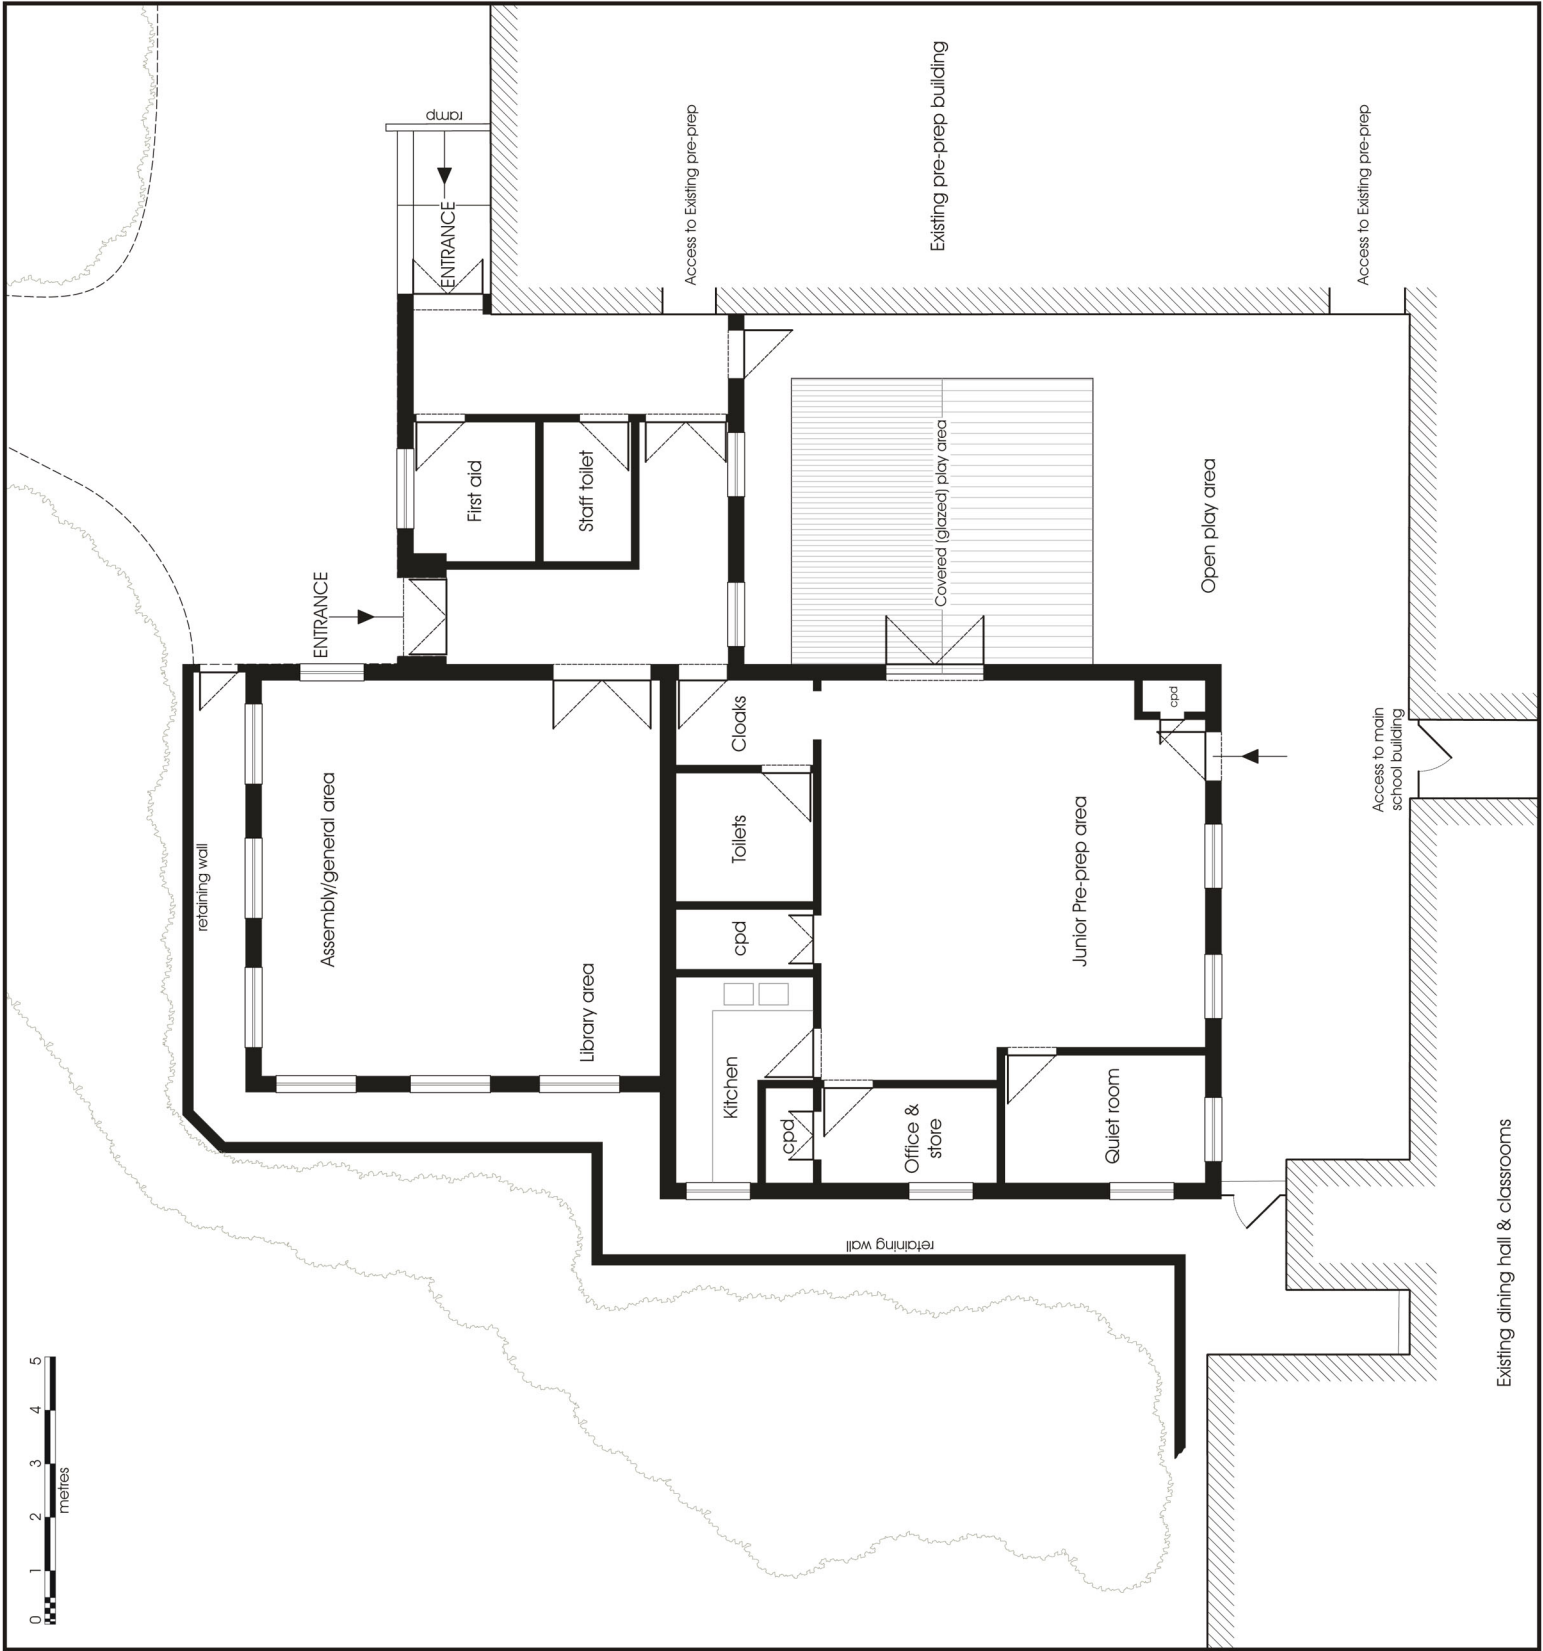 ramp
ENTRANCE
Access to Existing pre-prep
Existing pre-prep building
Access to Existing pre-prep
First aid
Staff toilet
Covered (glazed) play area
Open play area
ENTRANCE
retaining wall
Assembly/general area
Library area
Cloaks
Toilets
cpd
Kitchen
cpd
Office &
store
Quiet room
Junior Pre-prep area
cpd
Access to main
school building
retaining wall
Existing dining hall & classrooms
0 1 2 3 4 5
metres